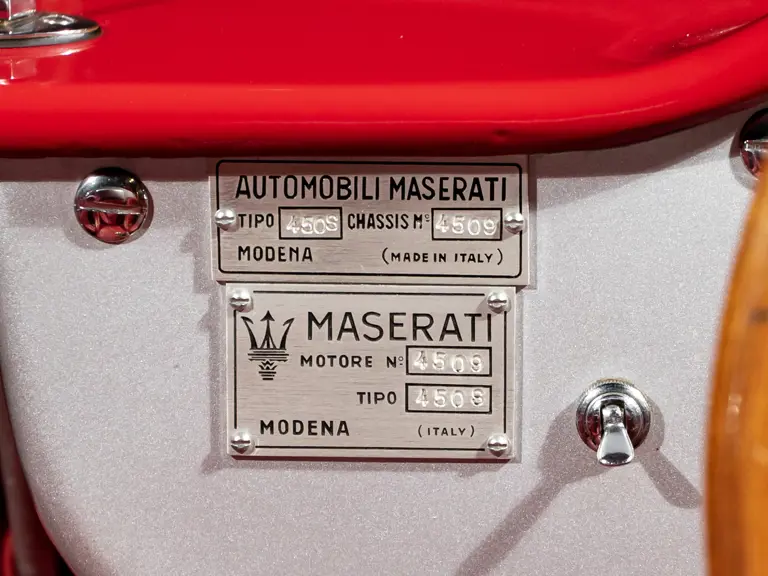 AUTOMOBILI MASERATI
TIPO 450S CHASSIS Nº 4509
MODENA (MADE IN ITALY)
MASERATI
MOTORE Nº 4509
TIPO 450S
MODENA (ITALY)